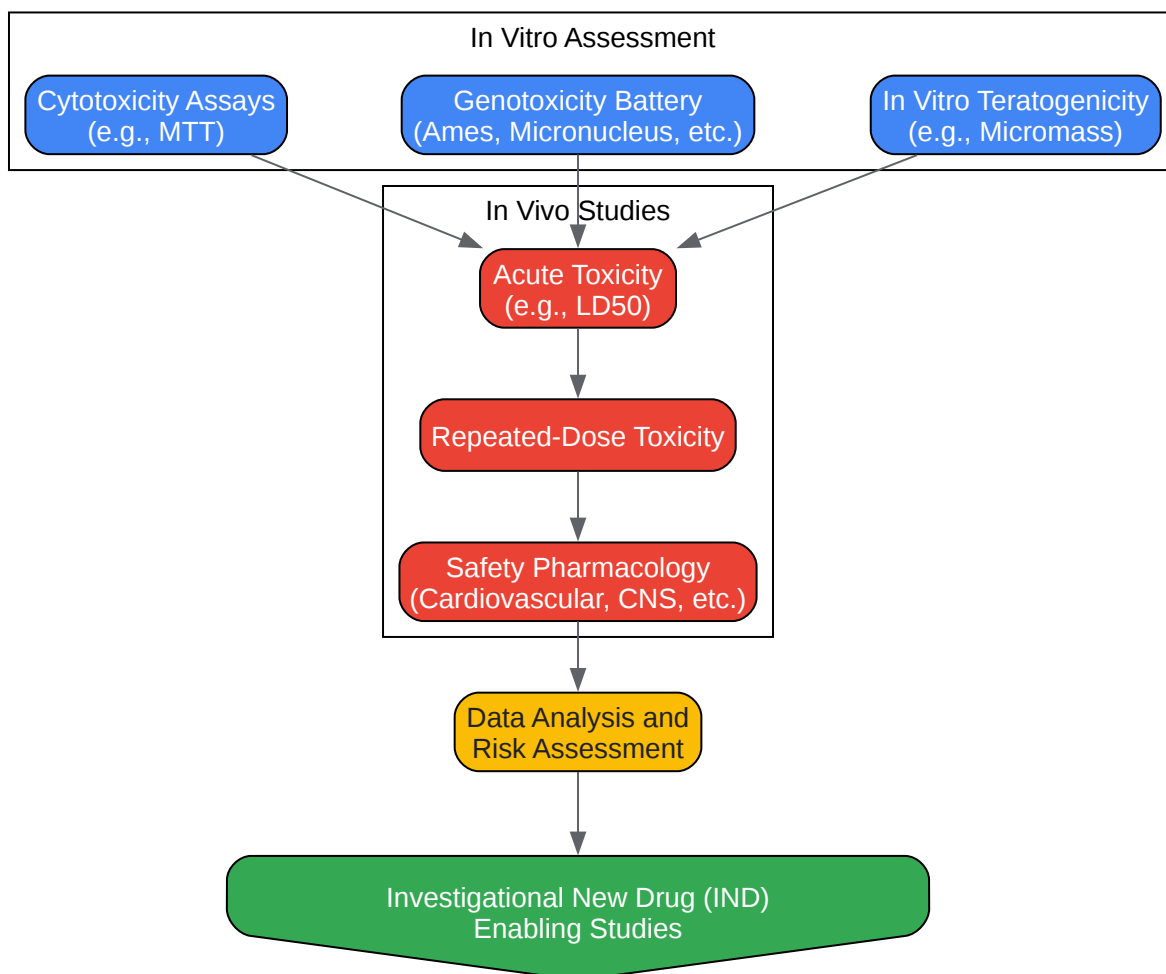 In Vitro Assessment
Cytotoxicity Assays
(e.g., MTT)
Genotoxicity Battery
(Ames, Micronucleus, etc.)
In Vitro Teratogenicity
(e.g., Micromass)
In Vivo Studies
Acute Toxicity
(e.g., LD50)
Repeated-Dose Toxicity
Safety Pharmacology
(Cardiovascular, CNS, etc.)
Data Analysis and
Risk Assessment
Investigational New Drug (IND)
Enabling Studies